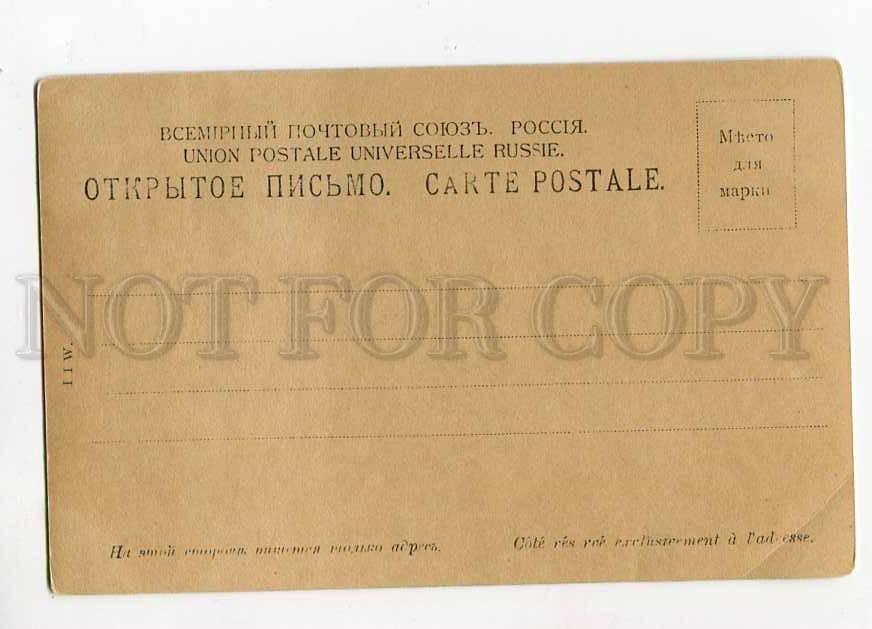 ВСЕМІРНЫЙ ПОЧТОВЫЙ СОЮЗЪ. РОССІЯ.
UNION POSTALE UNIVERSELLE RUSSIE.
ОТКРЫТОЕ ПИСЬМО. CARTE POSTALE.
Мѣсто
для
марки
NOT FOR COPY
I I W.
На этой сторонѣ пишется только адресъ.
Côté réservé exclusivement à l'adresse.